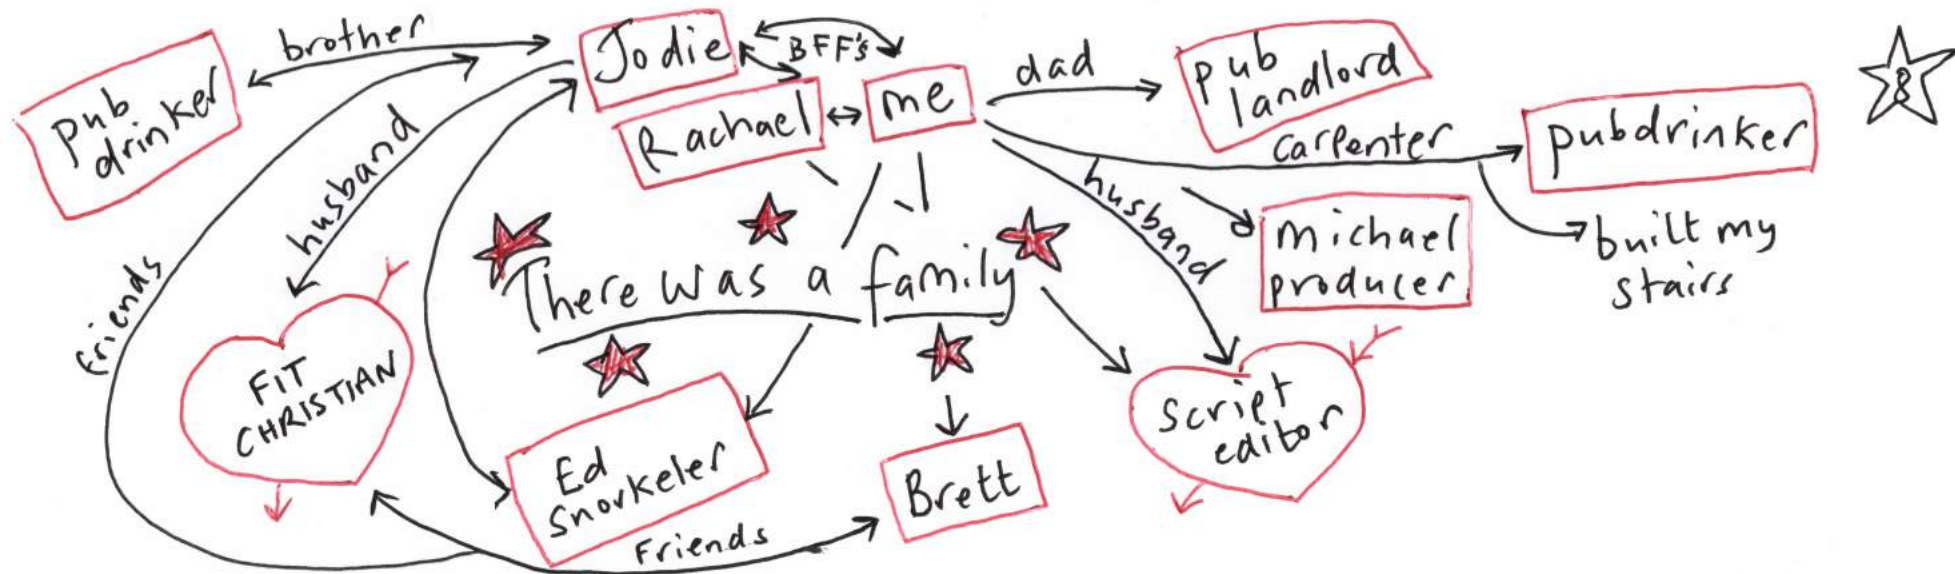 brother
Jodie
BFF's
Rachael
me
dad
pub
landlord
8
pub
drinker
husband
carpenter
pubdrinker
husband
michael
producer
built my
stairs
friends
There was a family
FIT
CHRISTIAN
Ed
snorkeler
Brett
Script
editor
Friends